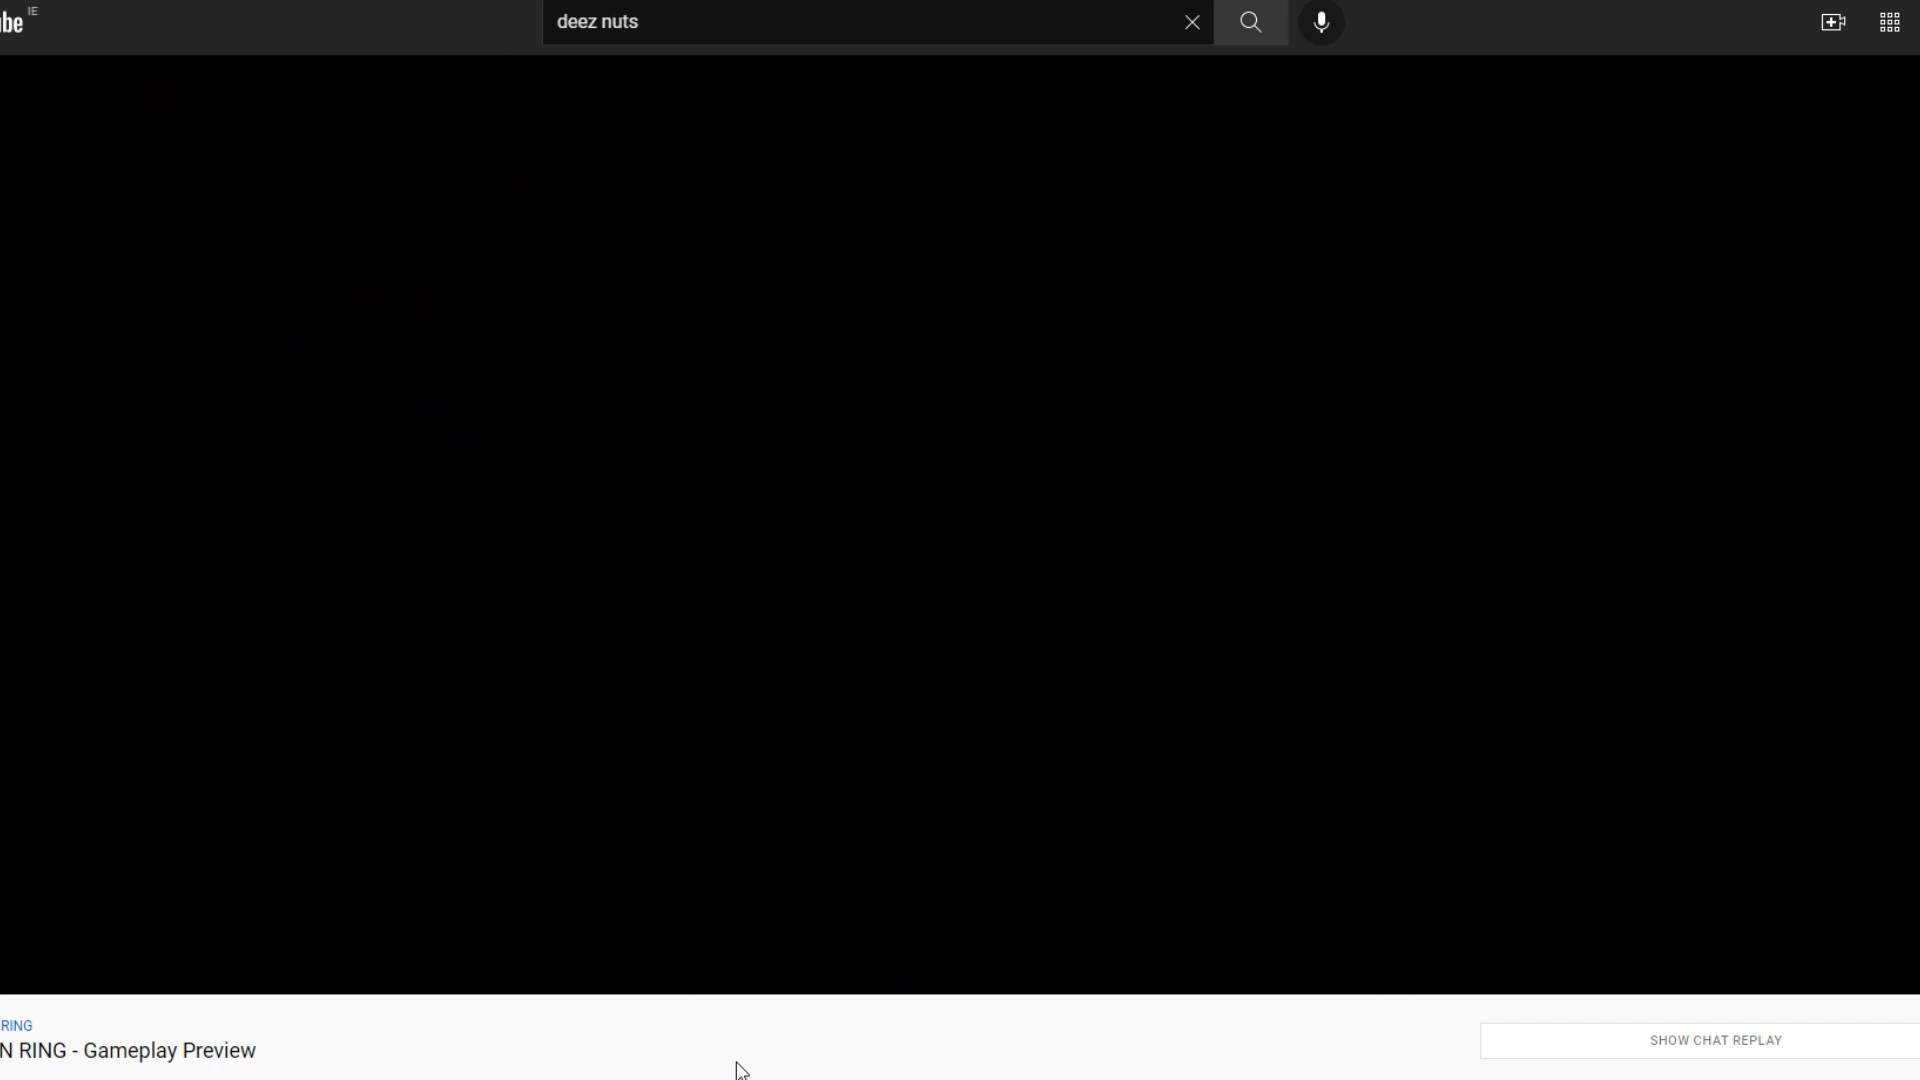 be IE
deez nuts
RING
N RING - Gameplay Preview
SHOW CHAT REPLAY